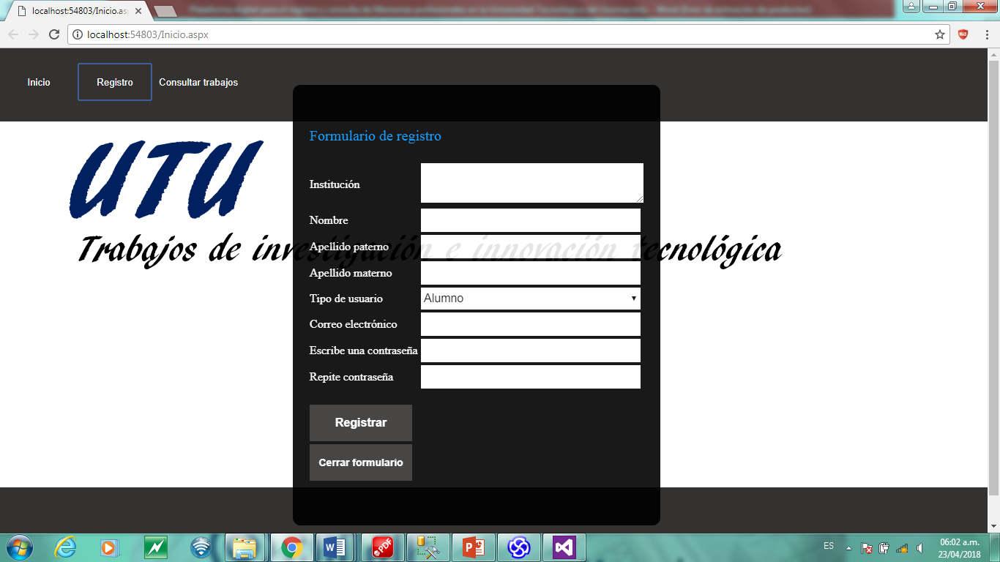 localhost:54803/Inicio.asp
localhost:54803/Inicio.aspx
Inicio
Registro
Consultar trabajos
UTU
Trabajos de investigación e innovación tecnológica
Formulario de registro
Institución
Nombre
Apellido paterno
Apellido materno
Tipo de usuario
Alumno
Correo electrónico
Escribe una contraseña
Repite contraseña
Registrar
Cerrar formulario
ES
06:02 a.m.
23/04/2018